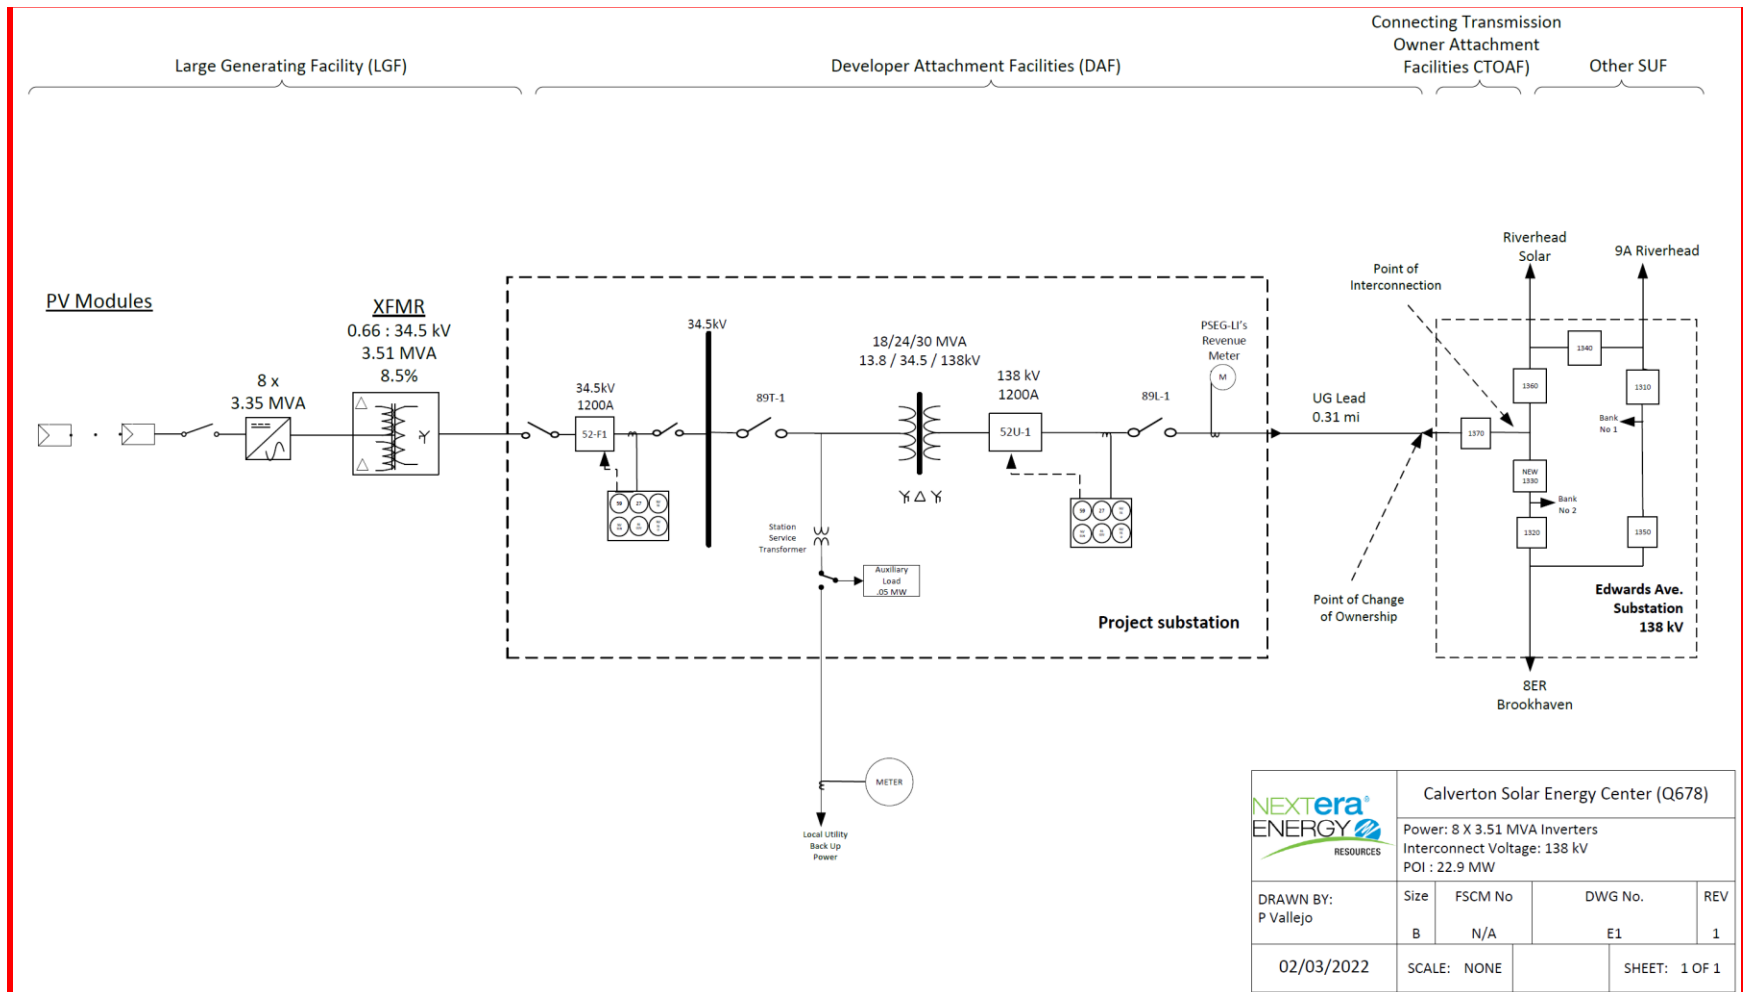 Large Generating Facility (LGF)
Developer Attachment Facilities (DAF)
Connecting Transmission
Owner Attachment
Facilities CTOAF)
Other SUF
PV Modules
8 x
3.35 MVA
XFMR
0.66 : 34.5 kV
3.51 MVA
8.5%
34.5kV
1200A
52-F1
59
27
34.5kV
89T-1
Station
Service
Transformer
Auxiliary
Load
.05 MW
METER
Local Utility
Back Up
Power
18/24/30 MVA
13.8 / 34.5 / 138kV
138 kV
1200A
52U-1
59
27
89L-1
PSEG-LI's
Revenue
Meter
M
Project substation
UG Lead
0.31 mi
Point of
Interconnection
Point of Change
of Ownership
Riverhead
Solar
9A Riverhead
1340
1360
1310
Bank
No 1
1370
NEW
1330
Bank
No 2
1320
1350
Edwards Ave.
Substation
138 kV
8ER
Brookhaven
NEXTera®
ENERGY
RESOURCES
Calverton Solar Energy Center (Q678)
Power: 8 X 3.51 MVA Inverters
Interconnect Voltage: 138 kV
POI : 22.9 MW
DRAWN BY:
P Vallejo
Size
B
FSCM No
N/A
DWG No.
E1
REV
1
02/03/2022
SCALE: NONE
SHEET: 1 OF 1